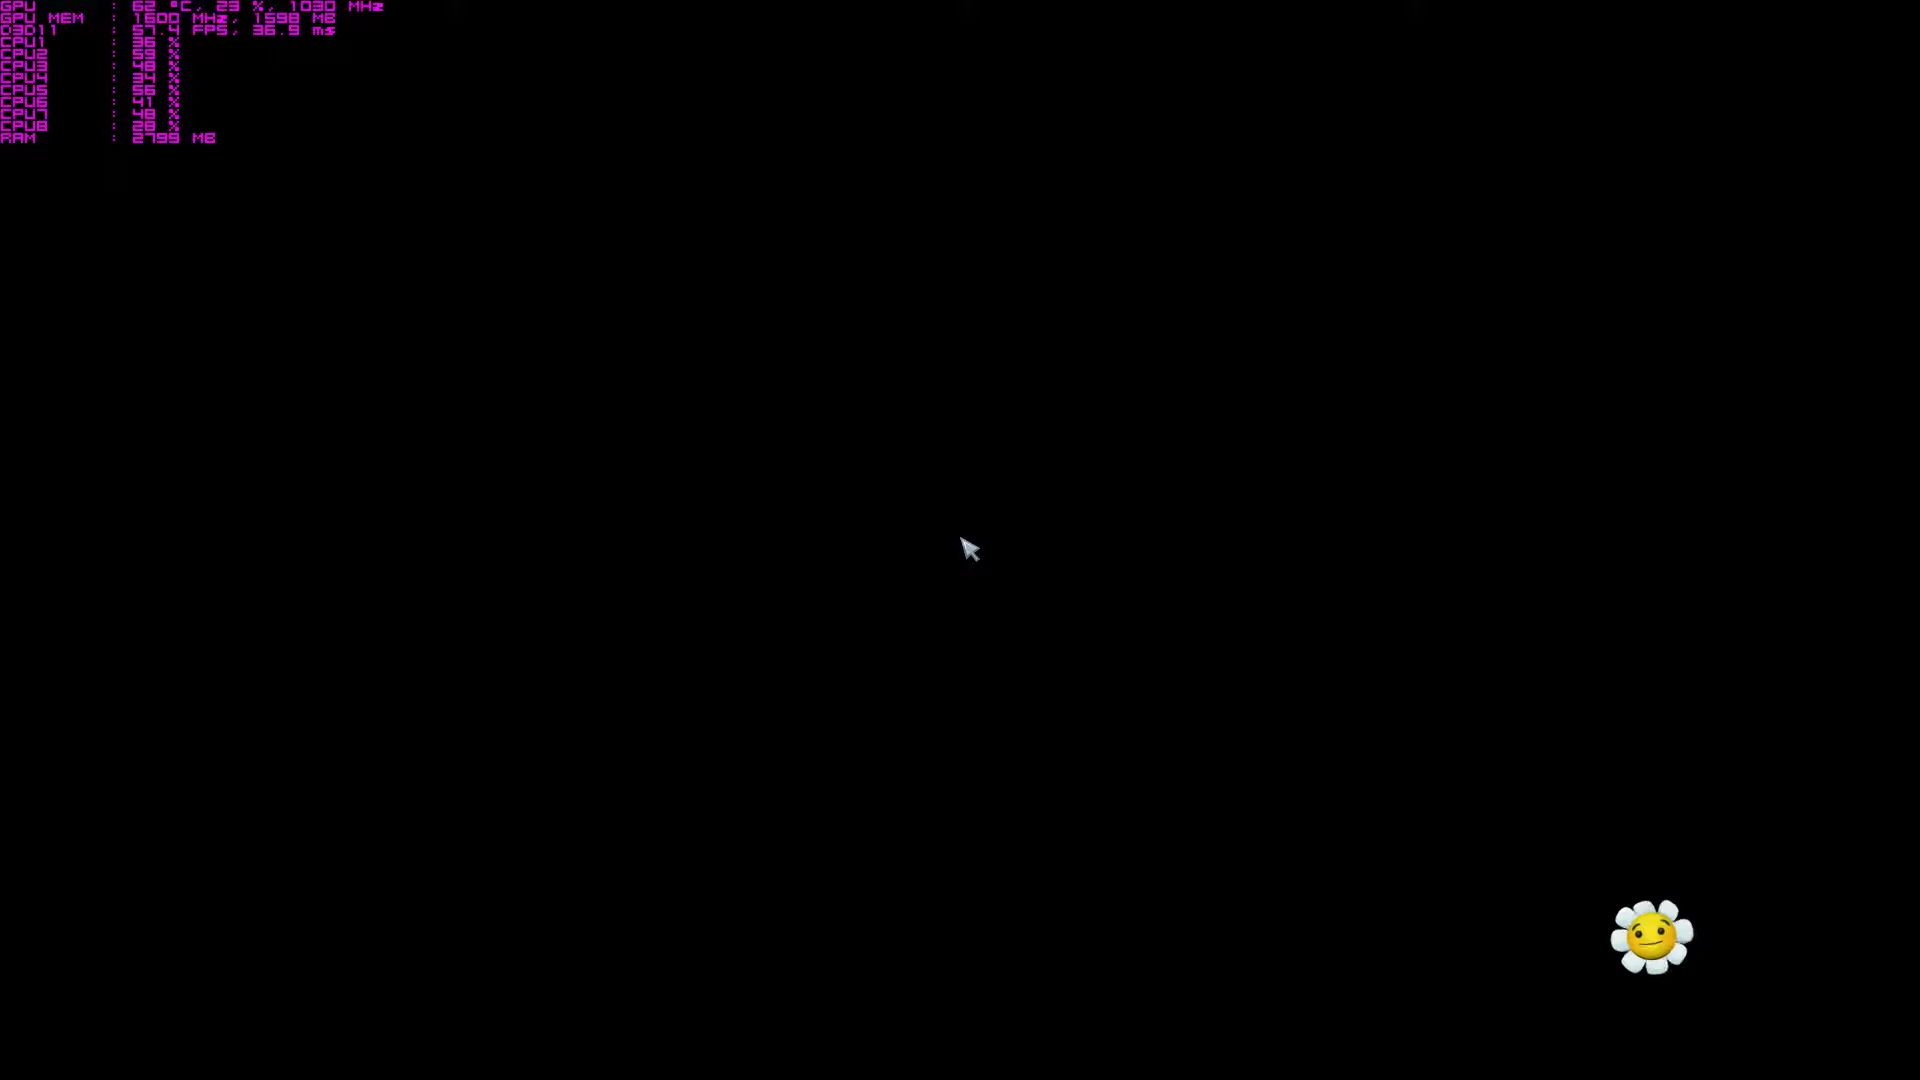 GPU : 62 °C, 29 %, 1030 MHz
GPU MEM : 1600 MHz, 1598 MB
D3D11 : 57.4 FPS, 36.9 ms
CPU1 : 36 %
CPU2 : 59 %
CPU3 : 48 %
CPU4 : 34 %
CPU5 : 56 %
CPU6 : 41 %
CPU7 : 48 %
CPU8 : 28 %
RAM : 2799 MB